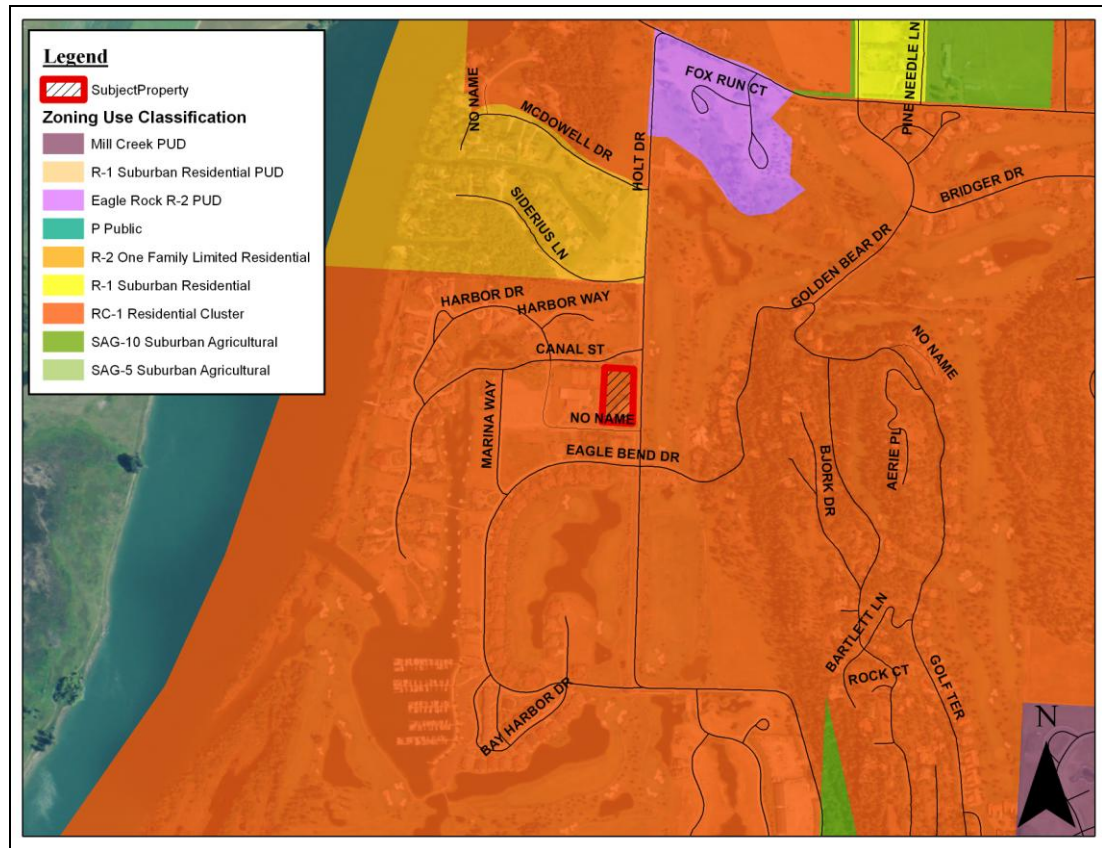 Legend
SubjectProperty
Zoning Use Classification
Mill Creek PUD
R-1 Suburban Residential PUD
Eagle Rock R-2 PUD
P Public
R-2 One Family Limited Residential
R-1 Suburban Residential
RC-1 Residential Cluster
SAG-10 Suburban Agricultural
SAG-5 Suburban Agricultural
NO NAME
MCDOWELL DR
HOLT DR
FOX RUN CT
PINE NEEDLE LN
BRIDGER DR
SIDERIUS LN
GOLDEN BEAR DR
HARBOR DR
HARBOR WAY
CANAL ST
NO NAME
MARINA WAY
NO NAME
EAGLE BEND DR
BJORK DR
AERIE PL
BARTLETT LN
ROCK CT
GOLF TER
BAY HARBOR DR
N